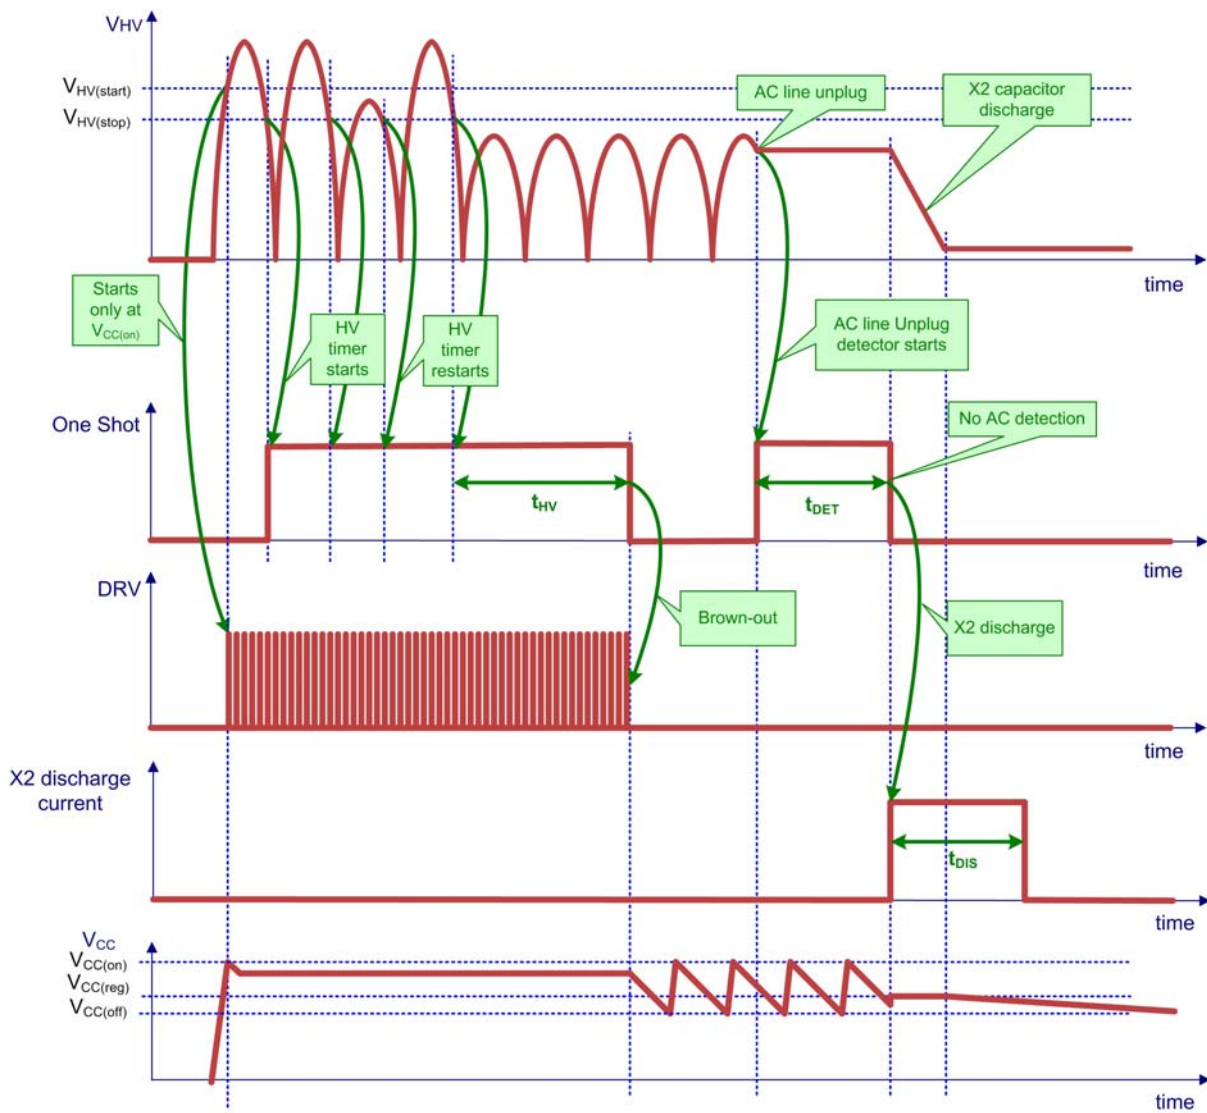 VHV
VHV(start)
VHV(stop)
AC line unplug
X2 capacitor
discharge
time
Starts
only at
VCC(on)
HV
timer
starts
HV
timer
restarts
AC line Unplug
detector starts
One Shot
No AC detection
tHV
tDET
time
DRV
Brown-out
X2 discharge
time
X2 discharge
current
tDIS
time
VCC
VCC(on)
VCC(reg)
VCC(off)
time